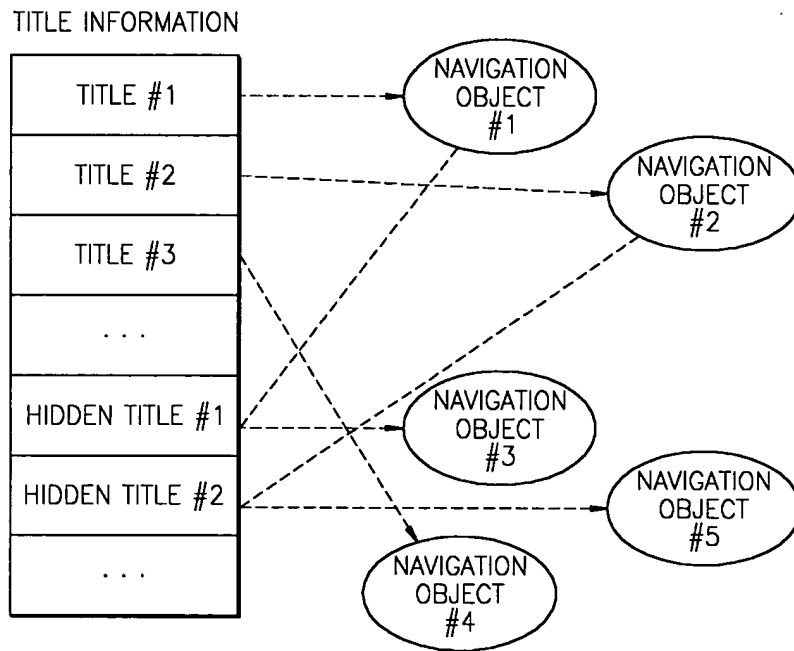 TITLE INFORMATION
TITLE #1
TITLE #2
TITLE #3
. . .
HIDDEN TITLE #1
HIDDEN TITLE #2
. . .
NAVIGATION
OBJECT
#1
NAVIGATION
OBJECT
#2
NAVIGATION
OBJECT
#3
NAVIGATION
OBJECT
#5
NAVIGATION
OBJECT
#4